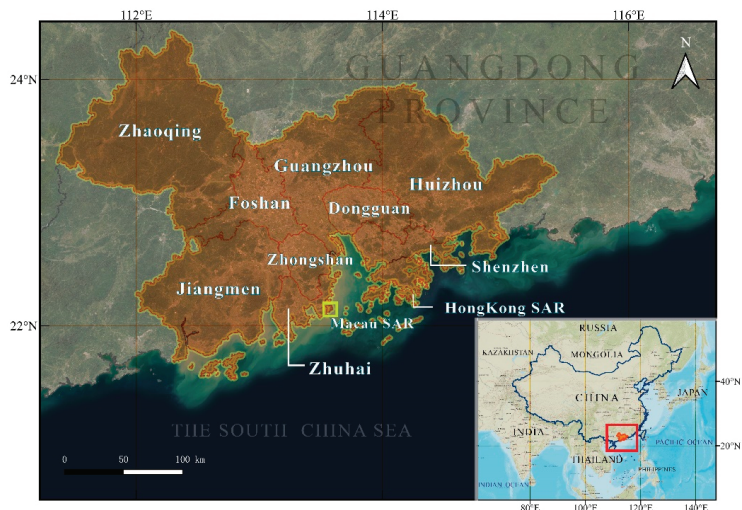 112°E
114°E
116°E
24°N
22°N
N
GUANGDONG
PROVINCE
Zhaoqing
Guangzhou
Huizhou
Foshan
Dongguan
Zhongshan
Shenzhen
Jiangmen
HongKong SAR
Macau SAR
Zhuhai
THE SOUTH CHINA SEA
0 50 100 km
RUSSIA
KAZAKHSTAN
MONGOLIA
40°N
CHINA
JAPAN
INDIA
PACIFIC OCEAN
20°N
THAILAND
PHILIPPINES
INDIAN OCEAN
80°E
100°E
120°E
140°E